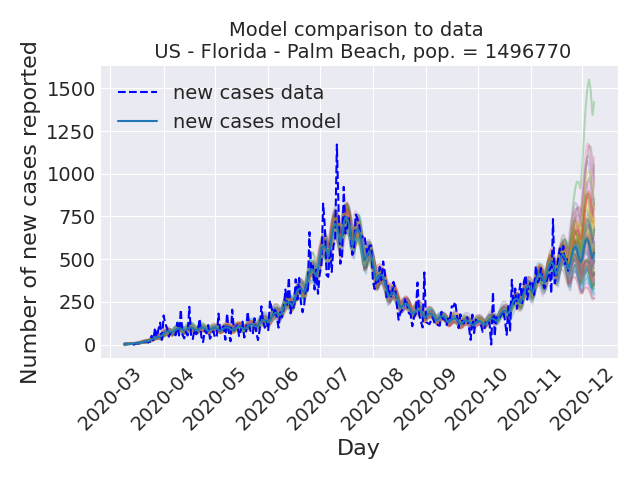 Model comparison to data
US - Florida - Palm Beach, pop. = 1496770
new cases data
new cases model
Number of new cases reported
1500
1250
1000
750
500
250
0
2020-03
2020-04
2020-05
2020-06
2020-07
2020-08
2020-09
2020-10
2020-11
2020-12
Day